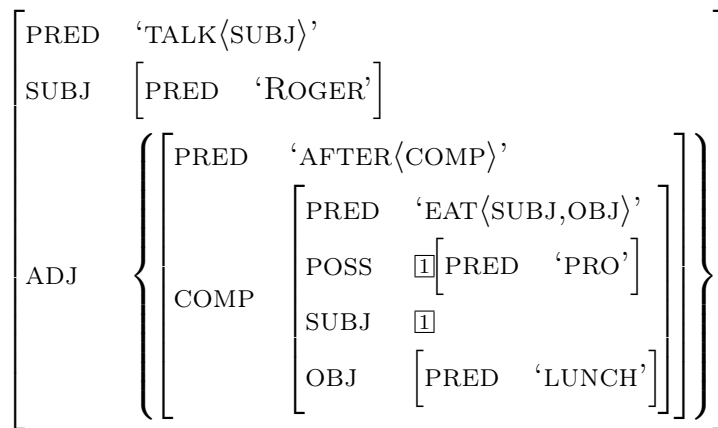 PRED ‘TALK⟨SUBJ⟩’
SUBJ [PRED ‘ROGER’]
PRED ‘AFTER⟨COMP⟩’
PRED ‘EAT⟨SUBJ,OBJ⟩’
POSS 1[PRED ‘PRO’]
ADJ
COMP
SUBJ 1
OBJ [PRED ‘LUNCH’]